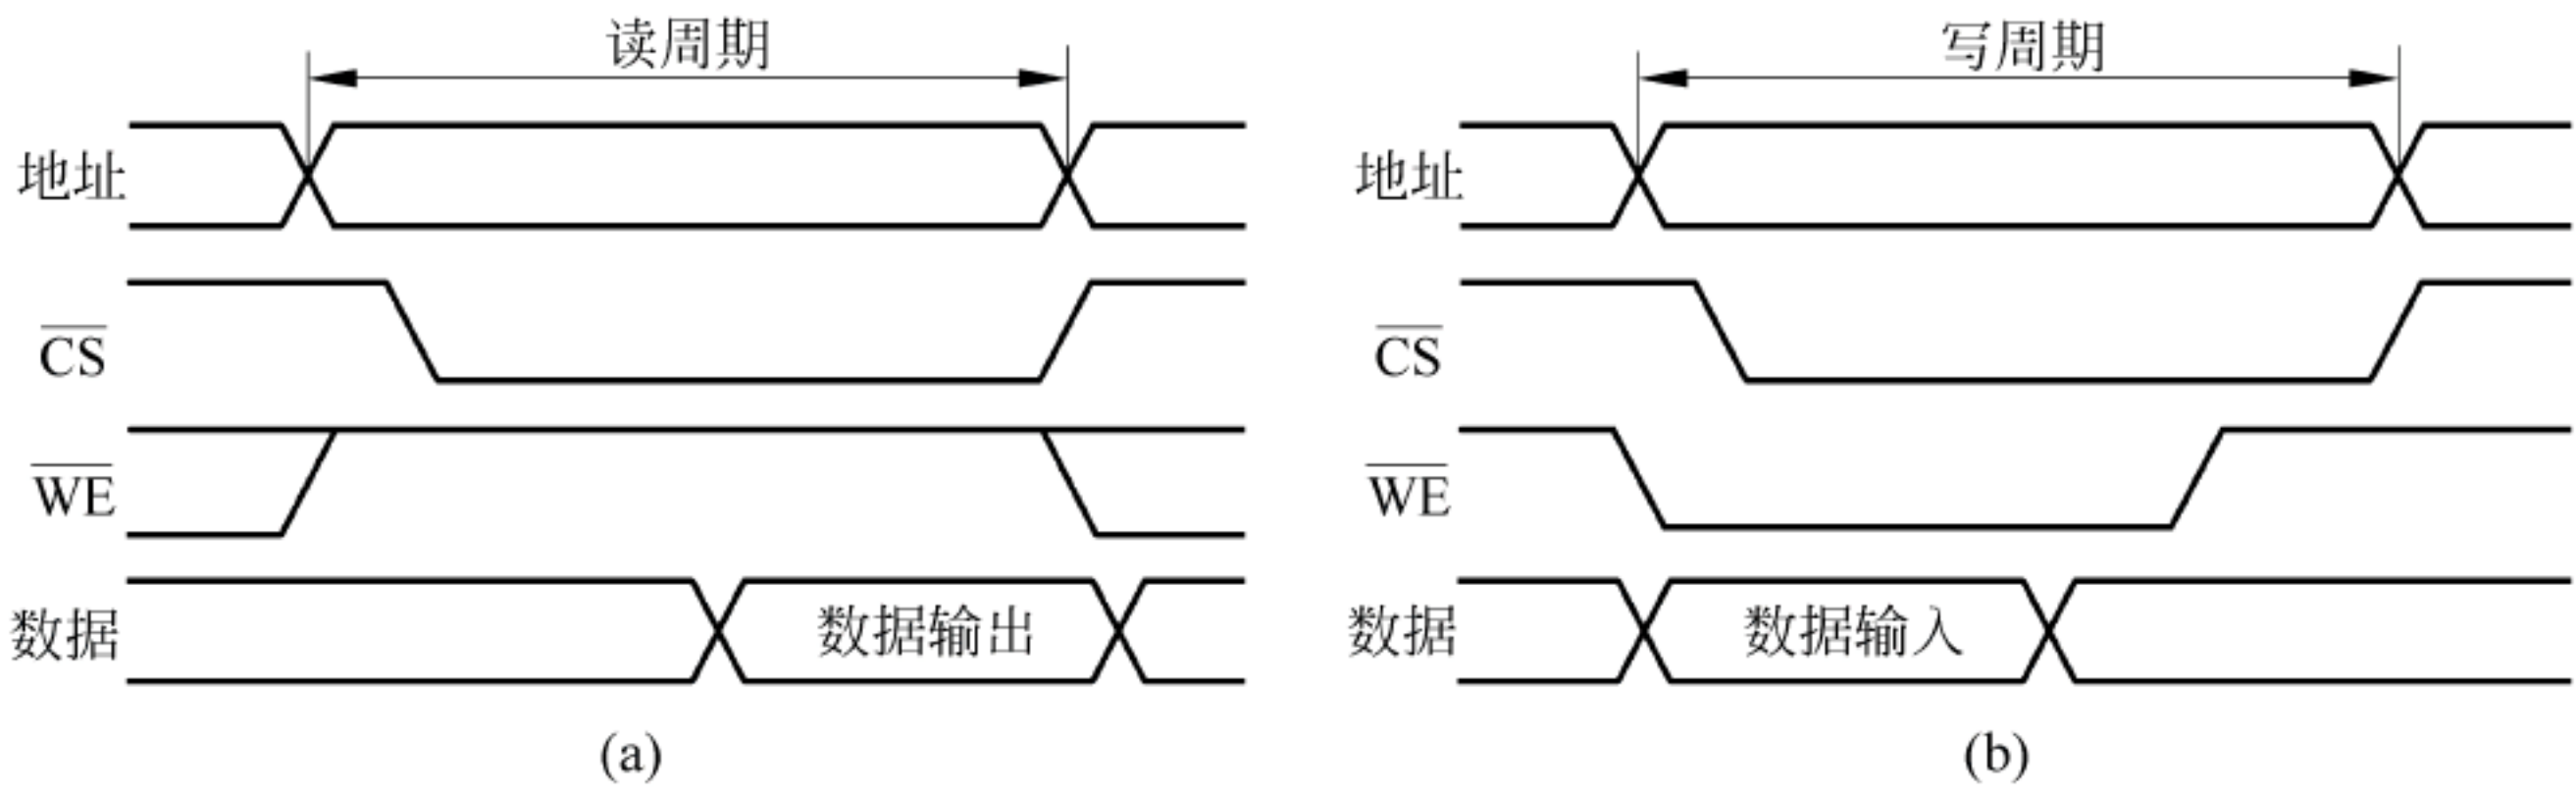 读周期
地址
CS
WE
数据 数据输出
(a)
写周期
地址
CS
WE
数据 数据输入
(b)